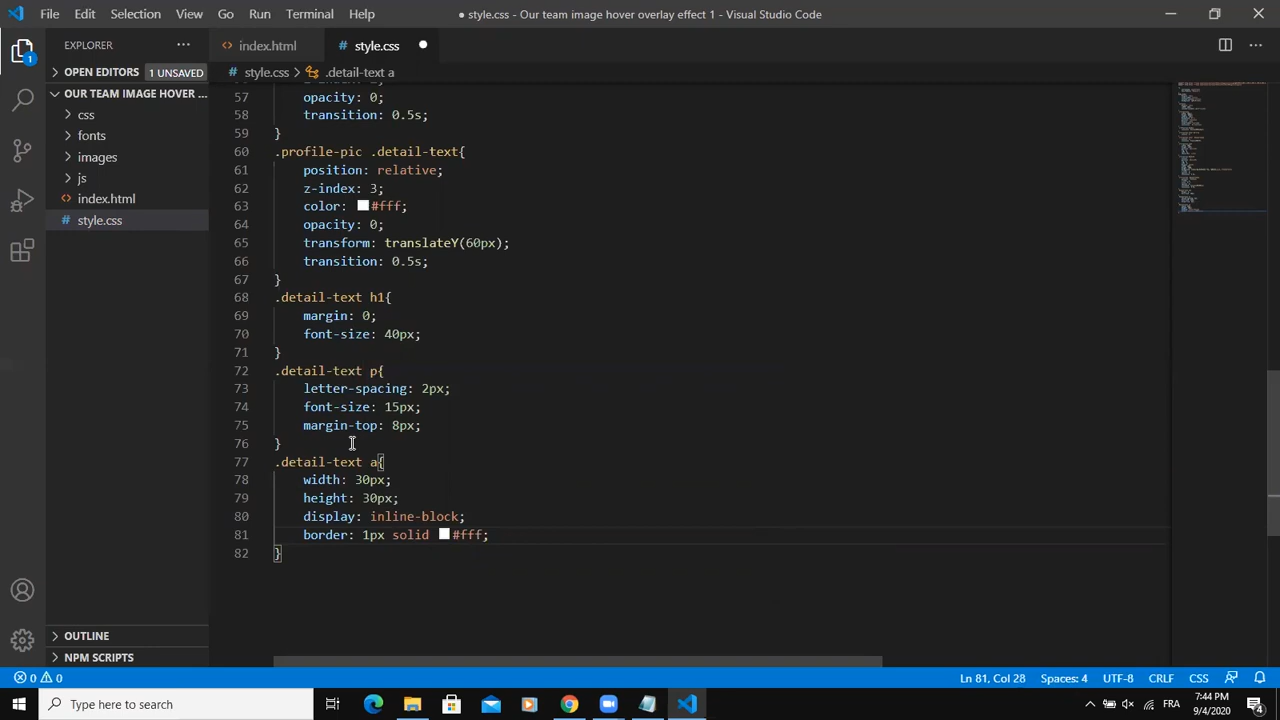 File Edit Selection View Go Run Terminal Help
● style.css - Our team image hover overlay effect 1 - Visual Studio Code
EXPLORER ···
index.html
style.css
OPEN EDITORS 1 UNSAVED
style.css > .detail-text a
OUR TEAM IMAGE HOVER ...
css
fonts
images
js
index.html
style.css
57 opacity: 0;
58 transition: 0.5s;
59 }
60 .profile-pic .detail-text{
61 position: relative;
62 z-index: 3;
63 color: #fff;
64 opacity: 0;
65 transform: translateY(60px);
66 transition: 0.5s;
67 }
68 .detail-text h1{
69 margin: 0;
70 font-size: 40px;
71 }
72 .detail-text p{
73 letter-spacing: 2px;
74 font-size: 15px;
75 margin-top: 8px;
76 }
77 .detail-text a{
78 width: 30px;
79 height: 30px;
80 display: inline-block;
81 border: 1px solid #fff;
82 }
OUTLINE
NPM SCRIPTS
0 0
Ln 81, Col 28 Spaces: 4 UTF-8 CRLF CSS
Type here to search
FRA
7:44 PM
9/4/2020
4
1